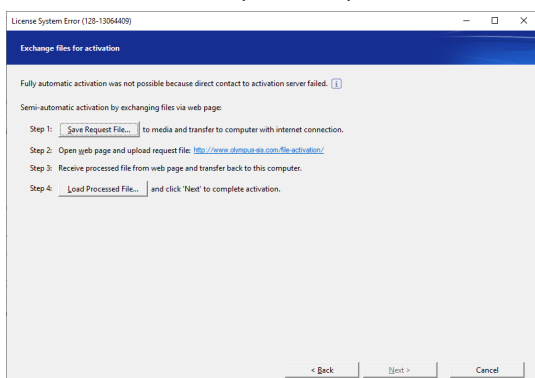 License System Error (128-13064409)
Exchange files for activation
Fully automatic activation was not possible because direct contact to activation server failed. i
Semi-automatic activation by exchanging files via web page:
Step 1: Save Request File... to media and transfer to computer with internet connection.
Step 2: Open web page and upload request file: http://www.olympus-sis.com/file-activation/
Step 3: Receive processed file from web page and transfer back to this computer.
Step 4: Load Processed File... and click 'Next' to complete activation.
< Back Next > Cancel